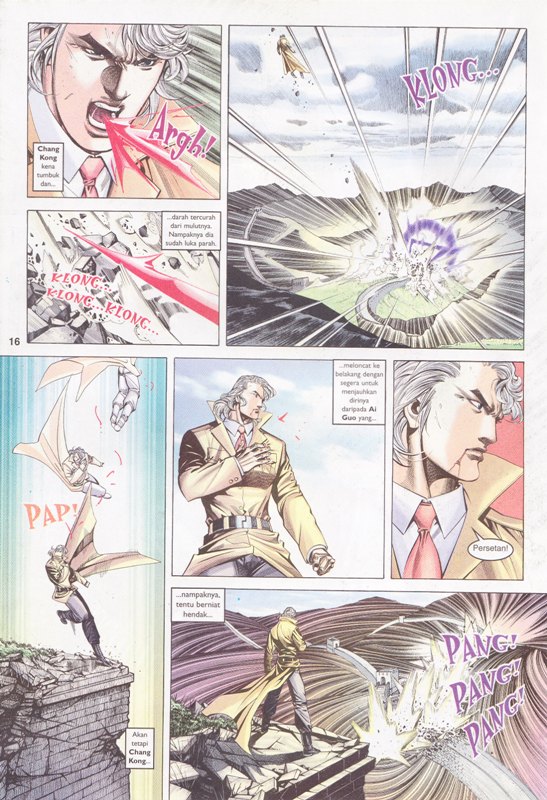 Argh!
Chang
Kong
kena
tumbuk
dan...
KLONG...
...darah tercurah
dari mulutnya.
Nampaknya dia
sudah luka parah.
KLONG...
KLONG...KLONG...
16
PAP!
Akan
tetapi
Chang
Kong...
...meloncat ke
belakang dengan
segera untuk
menjauhkan
dirinya
daripada Ai
Guo yang...
Persetan!
...nampaknya,
tentu berniat
hendak...
PANG!
PANG!
PANG!